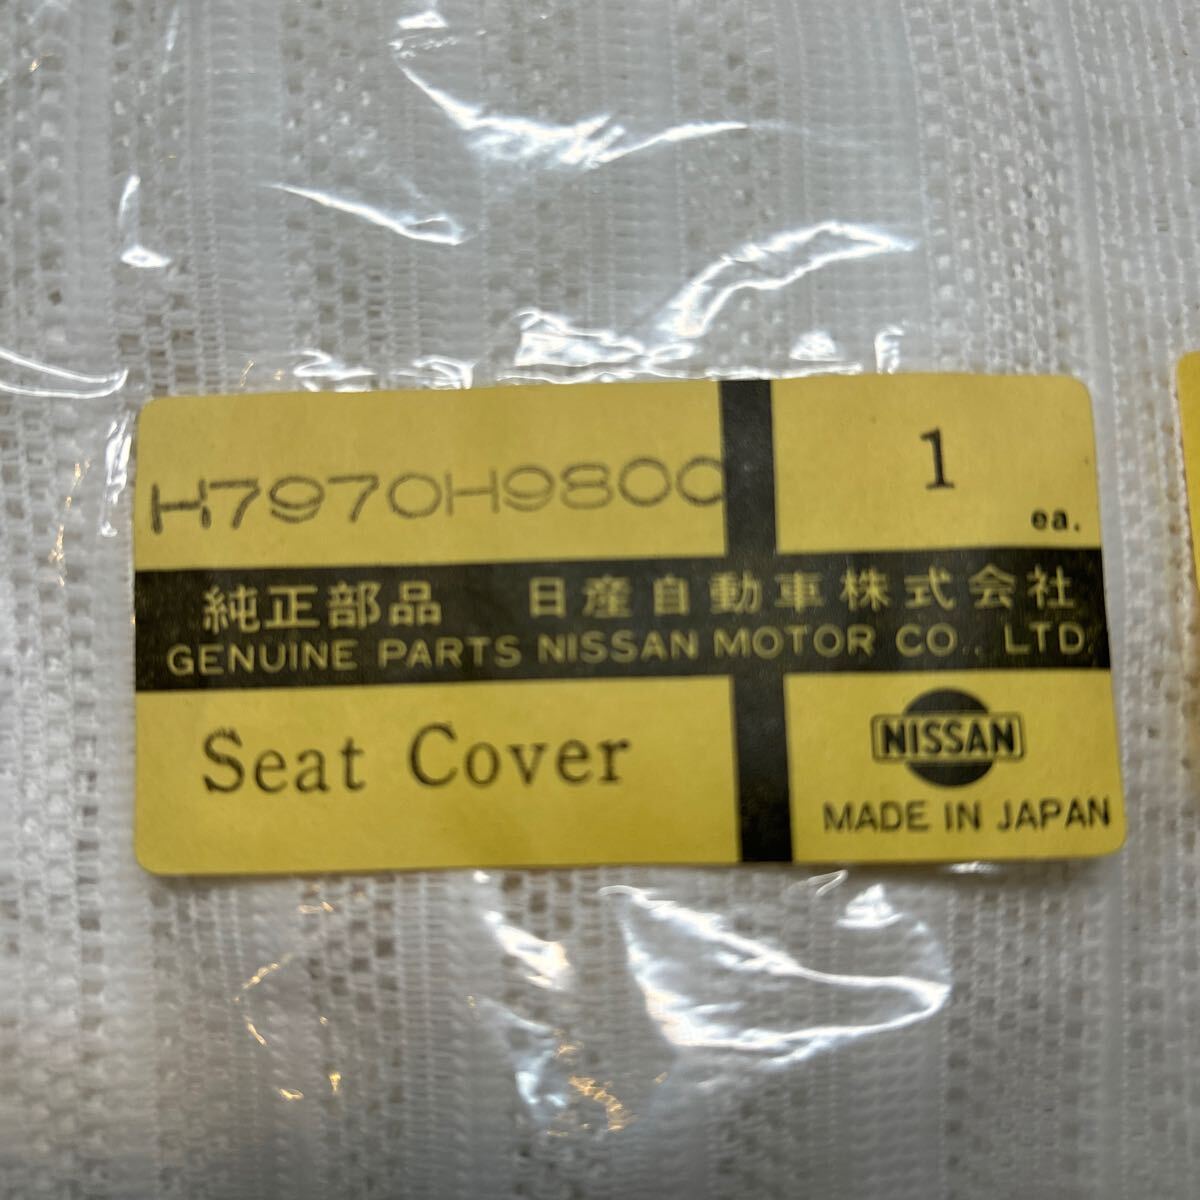 H7970H9800
1
ea.
純正部品 日産自動車株式会社
GENUINE PARTS NISSAN MOTOR CO., LTD.
Seat Cover
NISSAN
MADE IN JAPAN